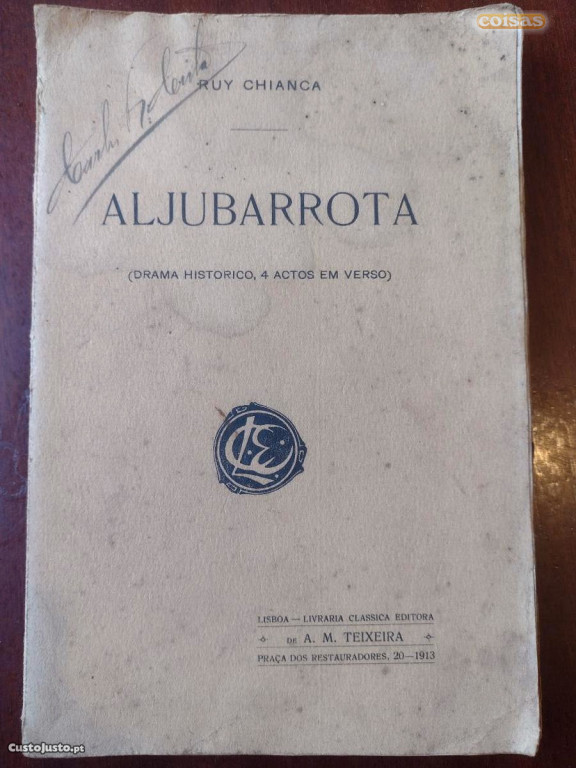 coisas
RUY CHIANCA
ALJUBARROTA
(DRAMA HISTORICO, 4 ACTOS EM VERSO)
LISBOA — LIVRARIA CLASSICA EDITORA
DE A. M. TEIXEIRA
PRAÇA DOS RESTAURADORES, 20—1913
CustoJusto.pt